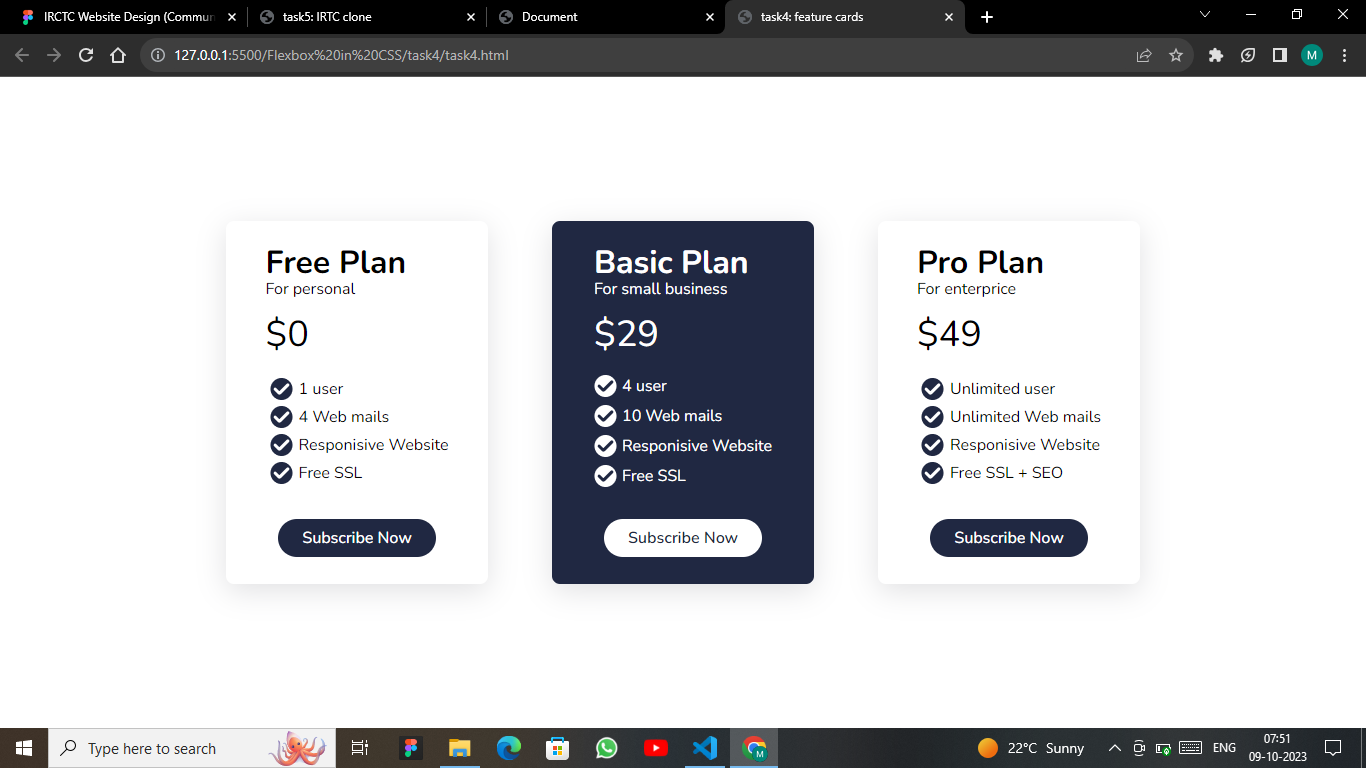 IRCTC Website Design (Commun
task5: IRTC clone
Document
task4: feature cards
127.0.0.1:5500/Flexbox%20in%20CSS/task4/task4.html
M
Free Plan
For personal
$0
1 user
4 Web mails
Responisive Website
Free SSL
Subscribe Now
Basic Plan
For small business
$29
4 user
10 Web mails
Responisive Website
Free SSL
Subscribe Now
Pro Plan
For enterprice
$49
Unlimited user
Unlimited Web mails
Responisive Website
Free SSL + SEO
Subscribe Now
Type here to search
M
22°C Sunny
ENG
07:51
09-10-2023